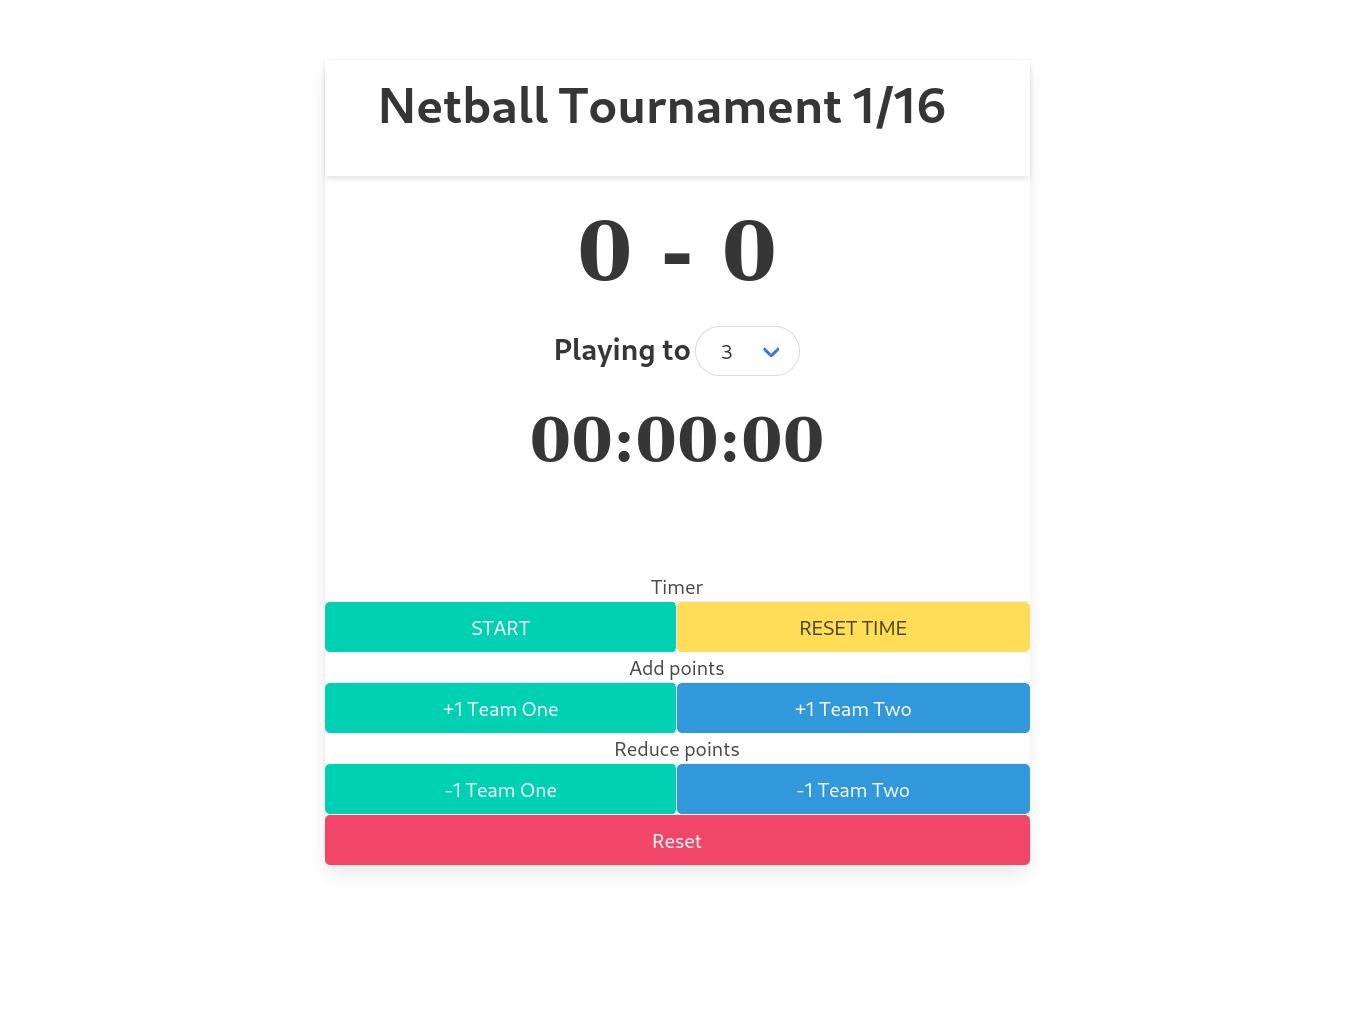 Netball Tournament 1/16
0 - 0
Playing to 3
00:00:00
Timer
START RESET TIME
Add points
+1 Team One +1 Team Two
Reduce points
-1 Team One -1 Team Two
Reset